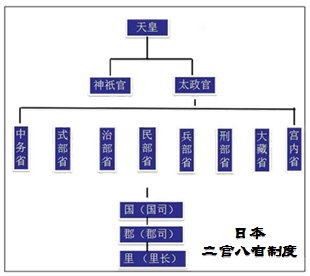 天皇
神祇官 太政官
中务省 式部省 治部省 民部省 兵部省 刑部省 大藏省 宫内省
国（国司）
郡（郡司）
里（里长）
日本
二官八省制度